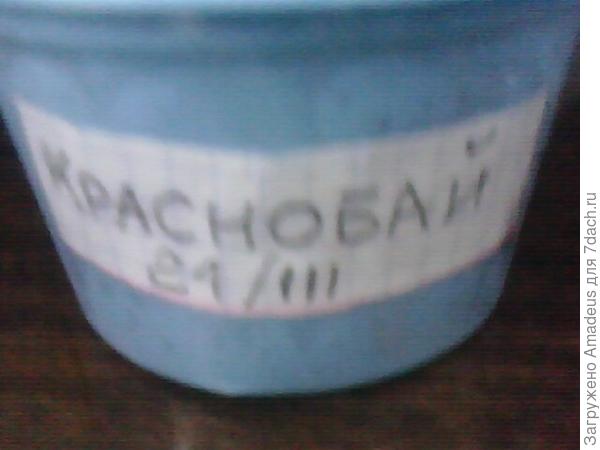 КРАСНОБАЙ
21/III
Загружено Amadeus для 7dach.ru